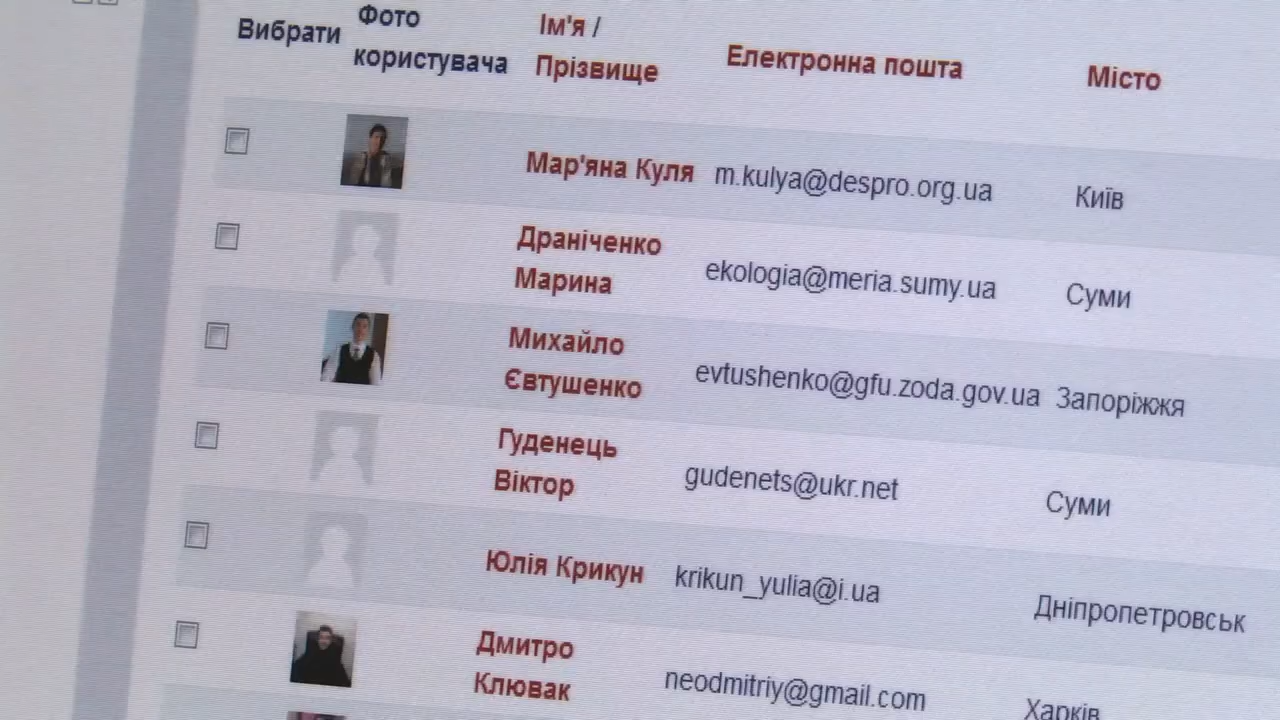 Вибрати Фото користувача Ім'я / Прізвище Електронна пошта Місто
Мар'яна Куля m.kulya@despro.org.ua Київ
Драніченко Марина ekologia@meria.sumy.ua Суми
Михайло Євтушенко evtushenko@gfu.zoda.gov.ua Запоріжжя
Гуденець Віктор gudenets@ukr.net Суми
Юлія Крикун krikun_yulia@i.ua Дніпропетровськ
Дмитро Клювак neodmitriy@gmail.com Харків